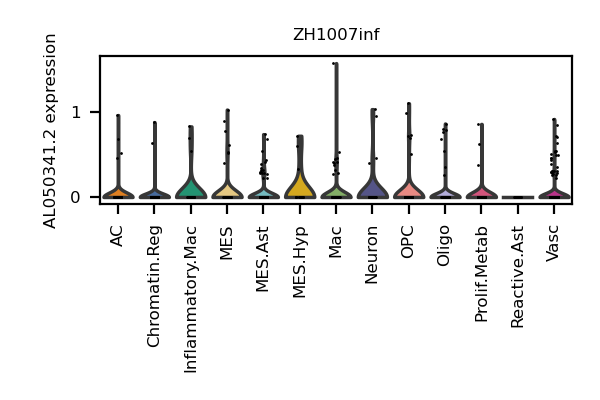 ZH1007inf
AL050341.2 expression
1
0
AC
Chromatin.Reg
Inflammatory.Mac
MES
MES.Ast
MES.Hyp
Mac
Neuron
OPC
Oligo
Prolif.Metab
Reactive.Ast
Vasc